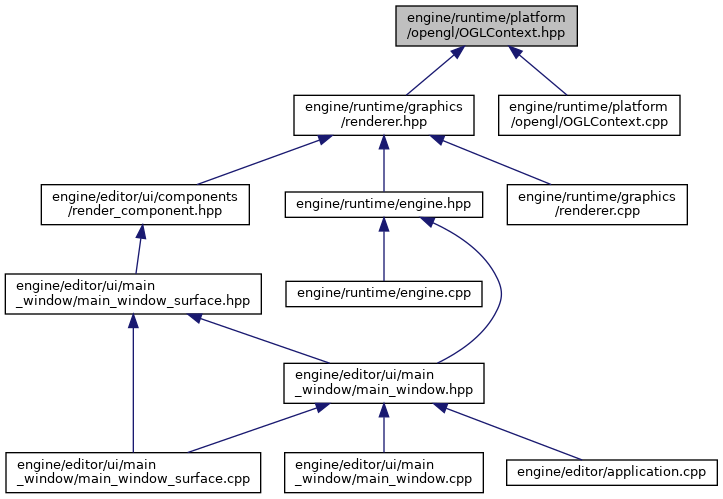 engine/runtime/platform
/opengl/OGLContext.hpp
engine/runtime/graphics
/renderer.hpp
engine/runtime/platform
/opengl/OGLContext.cpp
engine/editor/ui/components
/render_component.hpp
engine/runtime/engine.hpp
engine/runtime/graphics
/renderer.cpp
engine/editor/ui/main
_window/main_window_surface.hpp
engine/runtime/engine.cpp
engine/editor/ui/main
_window/main_window.hpp
engine/editor/ui/main
_window/main_window_surface.cpp
engine/editor/ui/main
_window/main_window.cpp
engine/editor/application.cpp